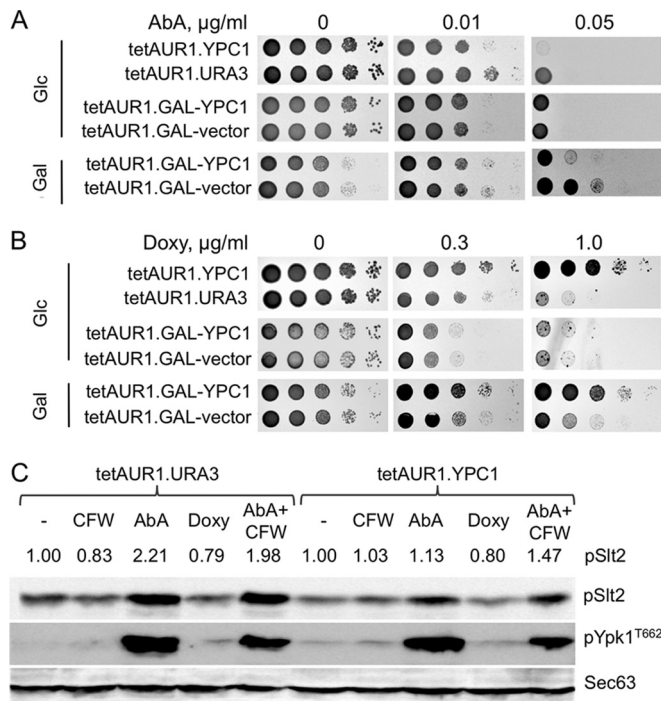 A
AbA, µg/ml 0 0.01 0.05
Glc
tetAUR1.YPC1
tetAUR1.URA3
tetAUR1.GAL-YPC1
tetAUR1.GAL-vector
Gal
tetAUR1.GAL-YPC1
tetAUR1.GAL-vector
B
Doxy, µg/ml 0 0.3 1.0
Glc
tetAUR1.YPC1
tetAUR1.URA3
tetAUR1.GAL-YPC1
tetAUR1.GAL-vector
Gal
tetAUR1.GAL-YPC1
tetAUR1.GAL-vector
C
tetAUR1.URA3 tetAUR1.YPC1
- CFW AbA Doxy AbA+ CFW - CFW AbA Doxy AbA+ CFW
1.00 0.83 2.21 0.79 1.98 1.00 1.03 1.13 0.80 1.47 pSlt2
pSlt2
pYpk1T662
Sec63